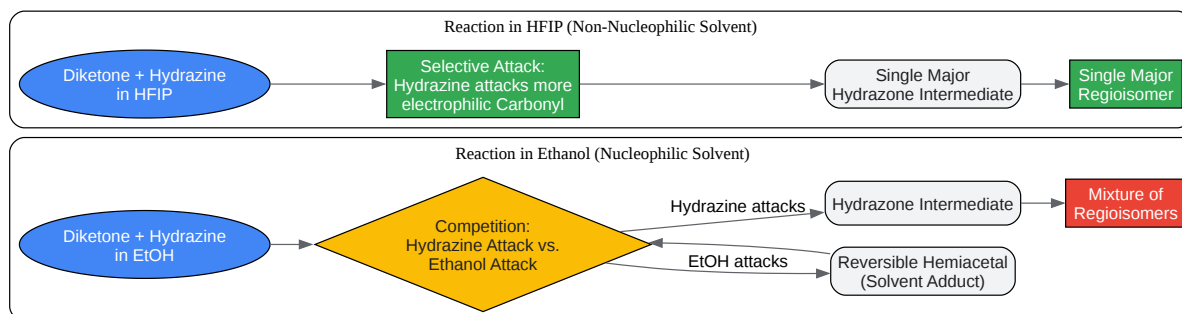 Reaction in HFIP (Non-Nucleophilic Solvent)
Diketone + Hydrazine
in HFIP
Selective Attack:
Hydrazine attacks more
electrophilic Carbonyl
Single Major
Hydrazone Intermediate
Single Major
Regioisomer
Reaction in Ethanol (Nucleophilic Solvent)
Diketone + Hydrazine
in EtOH
Competition:
Hydrazine Attack vs.
Ethanol Attack
Hydrazine attacks
EtOH attacks
Hydrazone Intermediate
Reversible Hemiacetal
(Solvent Adduct)
Mixture of
Regioisomers